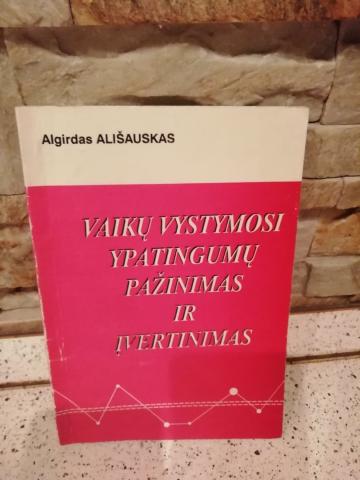 Algirdas ALIŠAUSKAS
VAIKŲ VYSTYMOSI
YPATINGUMŲ
PAŽINIMAS
IR
ĮVERTINIMAS